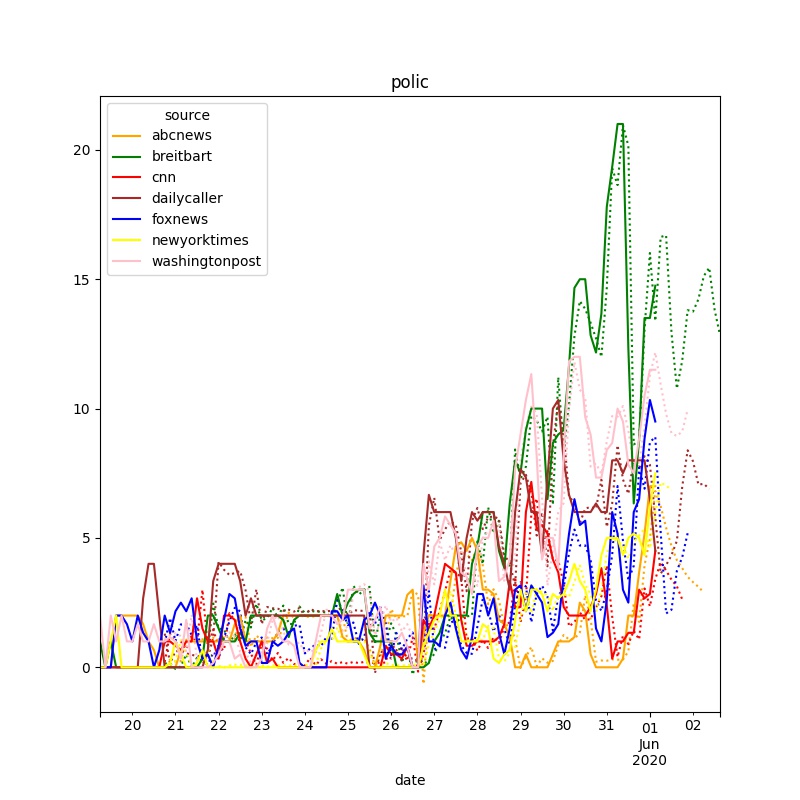 polic
source
abcnews
breitbart
cnn
dailycaller
foxnews
newyorktimes
washingtonpost
20
15
10
5
0
20 21 22 23 24 25 26 27 28 29 30 31 01 02
Jun
2020
date